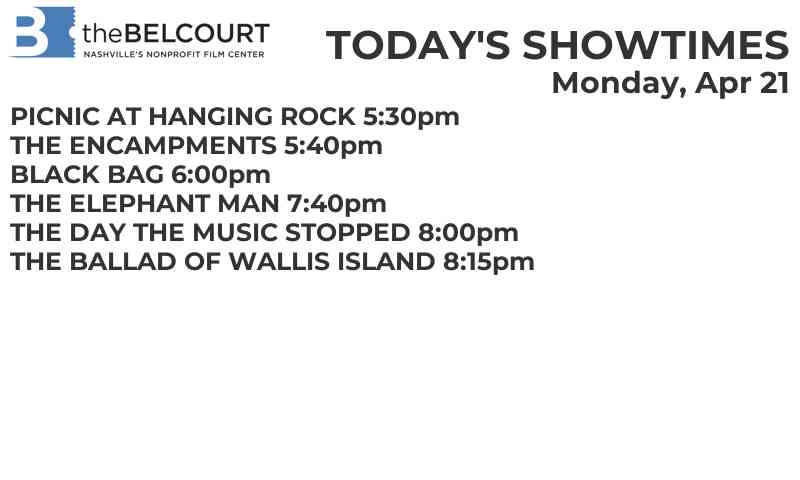 B theBELCOURT
NASHVILLE'S NONPROFIT FILM CENTER
TODAY'S SHOWTIMES
Monday, Apr 21
PICNIC AT HANGING ROCK 5:30pm
THE ENCAMPMENTS 5:40pm
BLACK BAG 6:00pm
THE ELEPHANT MAN 7:40pm
THE DAY THE MUSIC STOPPED 8:00pm
THE BALLAD OF WALLIS ISLAND 8:15pm